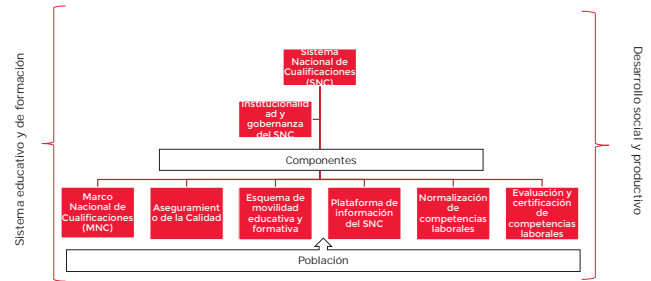 Sistema educativo y de formación
Sistema
Nacional de
Cualificaciones
(SNC)
Institucionalid
ad y
gobernanza
del SNC
Componentes
Marco
Nacional de
Cualificaciones
(MNC)
Aseguramient
o de la Calidad
Esquema de
movilidad
educativa y
formativa
Plataforma de
información
del SNC
Normalización
de
competencias
laborales
Evaluación y
certificación
de
competencias
laborales
Población
Desarrollo social y productivo